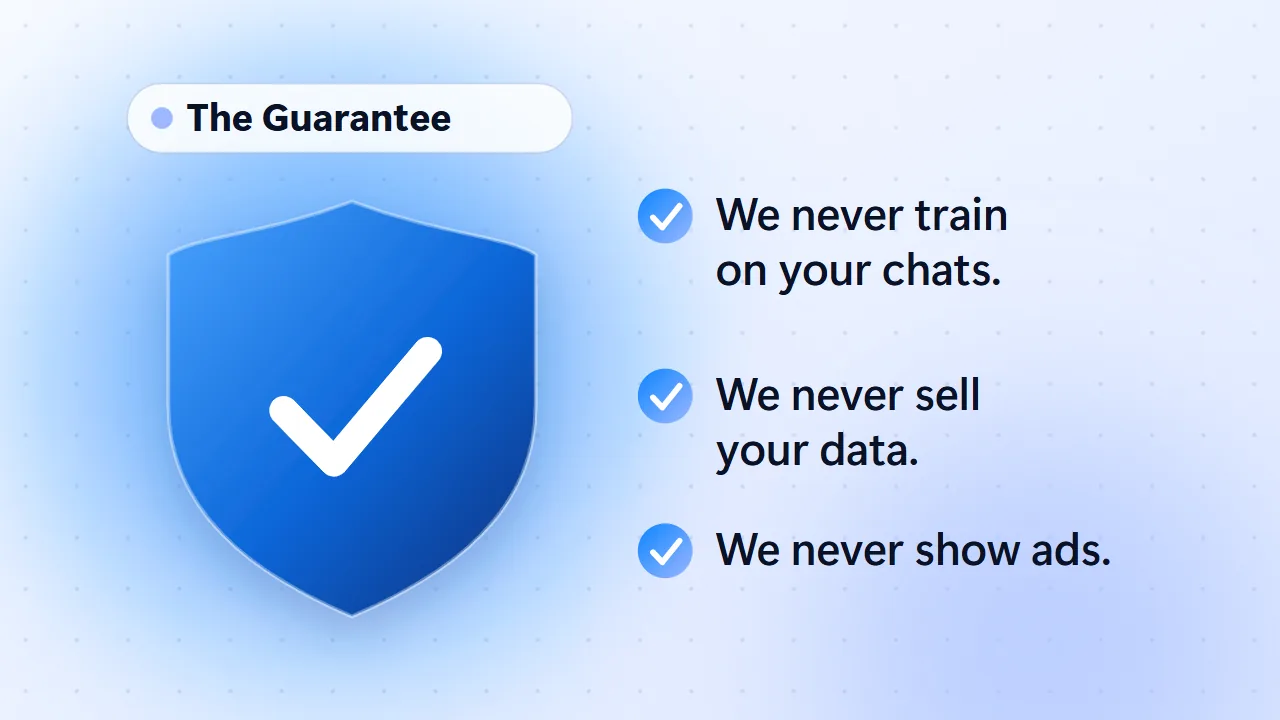 The Guarantee
We never train
on your chats.
We never sell
your data.
We never show ads.